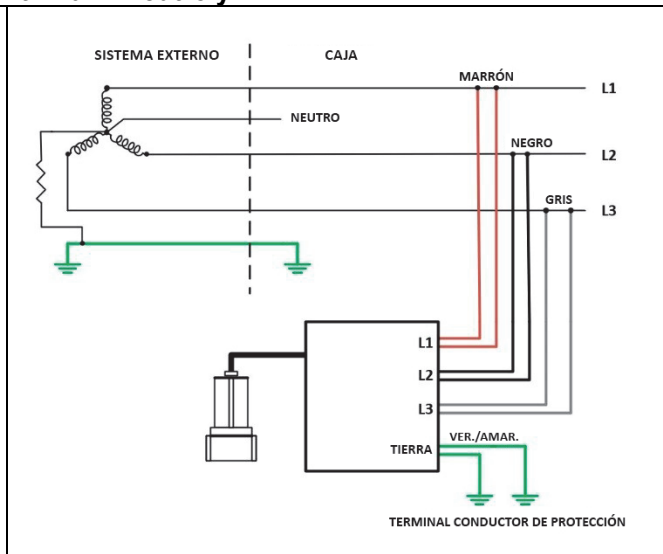 SISTEMA EXTERNO
CAJA
MARRÓN
L1
NEUTRO
NEGRO
L2
GRIS
L3
L1
L2
L3
TIERRA
VER./AMAR.
TERMINAL CONDUCTOR DE PROTECCIÓN